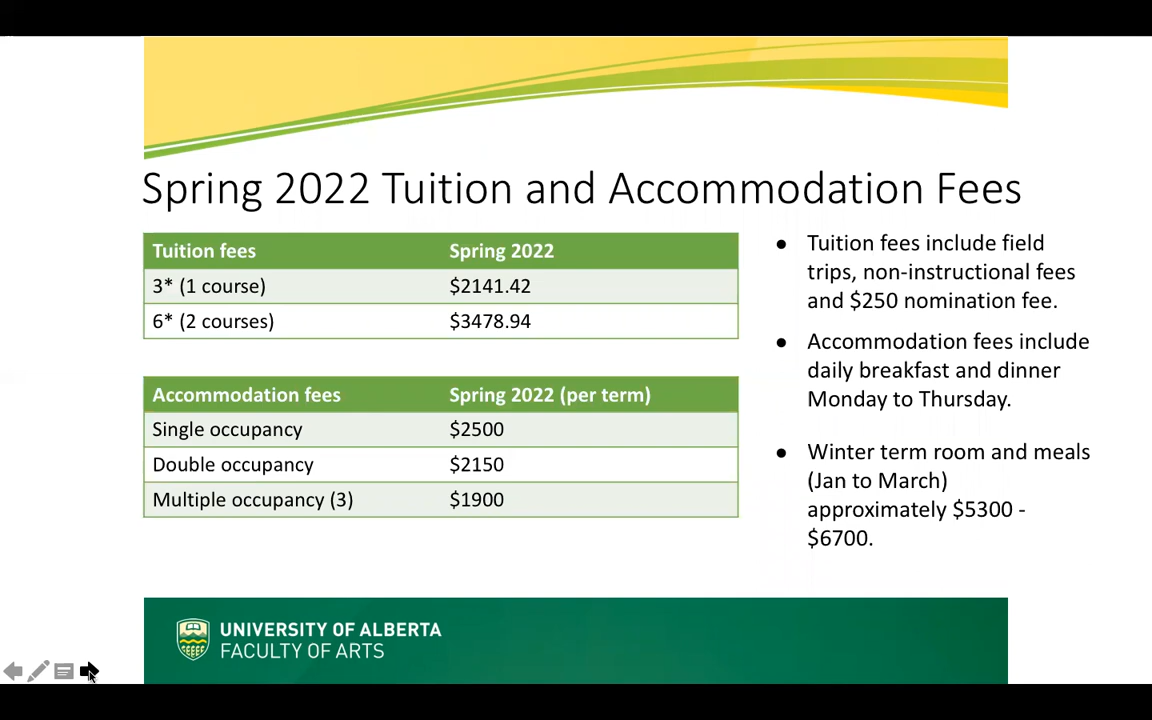 Spring 2022 Tuition and Accommodation Fees
Tuition fees Spring 2022
3* (1 course) $2141.42
6* (2 courses) $3478.94
Accommodation fees Spring 2022 (per term)
Single occupancy $2500
Double occupancy $2150
Multiple occupancy (3) $1900
● Tuition fees include field
trips, non-instructional fees
and $250 nomination fee.
● Accommodation fees include
daily breakfast and dinner
Monday to Thursday.
● Winter term room and meals
(Jan to March)
approximately $5300 -
$6700.
UNIVERSITY OF ALBERTA
FACULTY OF ARTS